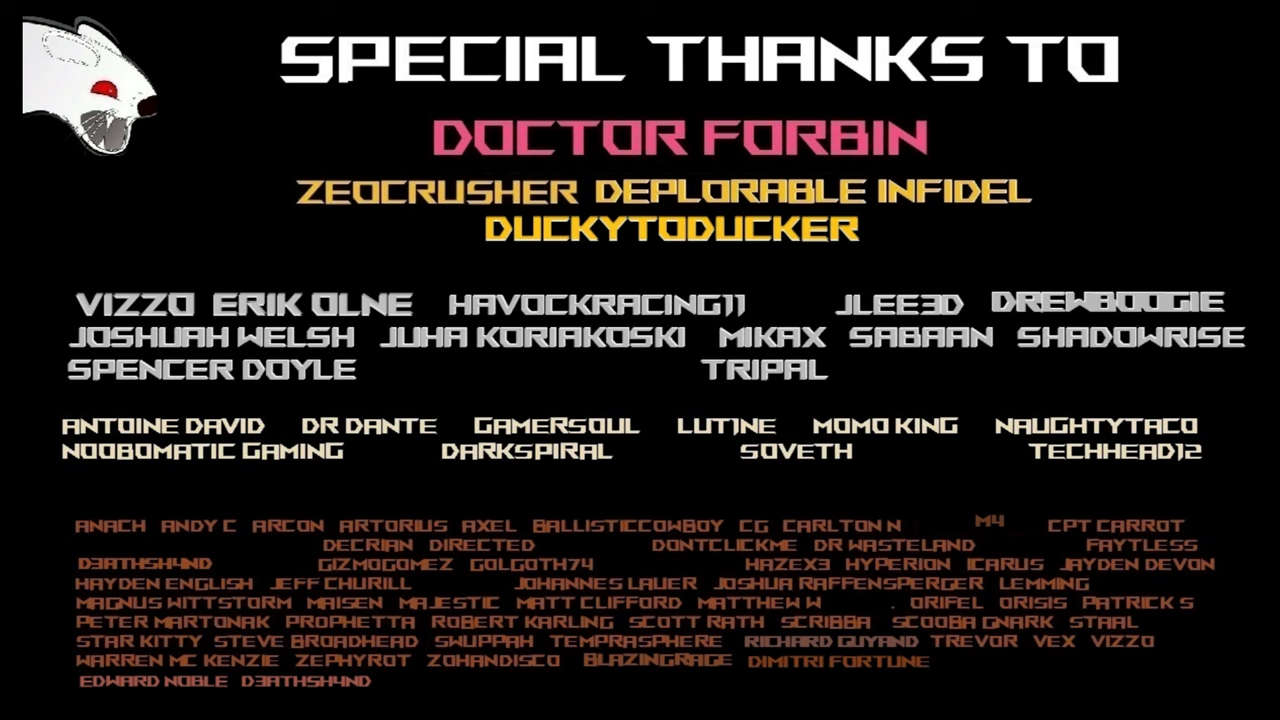 SPECIAL THANKS TO
DOCTOR FORBIN
ZEOCRUSHER DEPLORABLE INFIDEL
DUCKYTODUCKER
VIZZO ERIK OLNE HAVOCKRACING11 JLEE3D DREWBOOGIE
JOSHUAH WELSH JUHA KORIAKOSKI MIKAX SABAAN SHADOWRISE
SPENCER DOYLE TRIPAL
ANTOINE DAVID DR DANTE GAMERSOUL LUT1NE MOMO KING NAUGHTYTACO
NOOBOMATIC GAMING DARKSPIRAL SOVETH TECHHEAD12
ANACH ANDY C ARCON ARTORIUS AXEL BALLISTICCOWBOY CG CARLTON N M4 CPT CARROT
DECRIAN DIRECTED DONTCLICKME DR WASTELAND FAYTLESS
D3ATHSH4ND GIZMOGOMEZ GOLGOTH74 HAZEX3 HYPERION ICARUS JAYDEN DEVON
HAYDEN ENGLISH JEFF CHURILL JOHANNES LAUER JOSHUA RAFFENSPERGER LEMMING
MAGNUS WITTSTORM MAISEN MAJESTIC MATT CLIFFORD MATTHEW W . ORIFEL ORISIS PATRICK S
PETER MARTONAK PROPHETTA ROBERT KARLING SCOTT RATH SCRIBBA SCOOBA GNARK STAAL
STAR KITTY STEVE BROADHEAD SWUPPAH TEMPRASPHERE RICHARD GUYAND TREVOR VEX VIZZO
WARREN MC KENZIE ZEPHYROT ZOHANDISCO BLAZINGRAGE DIMITRI FORTUNE
EDWARD NOBLE D3ATHSH4ND